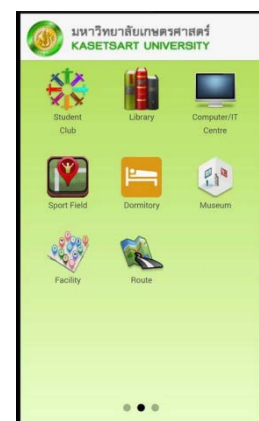 มหาวิทยาลัยเกษตรศาสตร์
KASETSART UNIVERSITY
Student
Club
Library
Computer/IT
Centre
Sport Field
Dormitory
Museum
Facility
Route